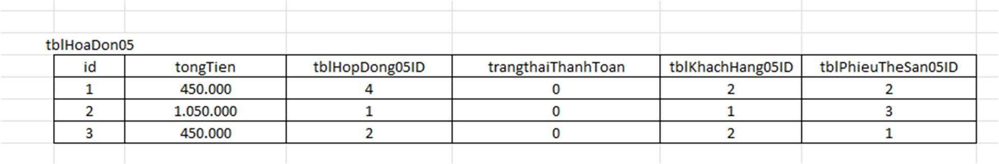 tblHoaDon05
id tongTien tblHopDong05ID trangthaiThanhToan tblKhachHang05ID tblPhieuTheSan05ID
1 450.000 4 0 2 2
2 1.050.000 1 0 1 3
3 450.000 2 0 2 1